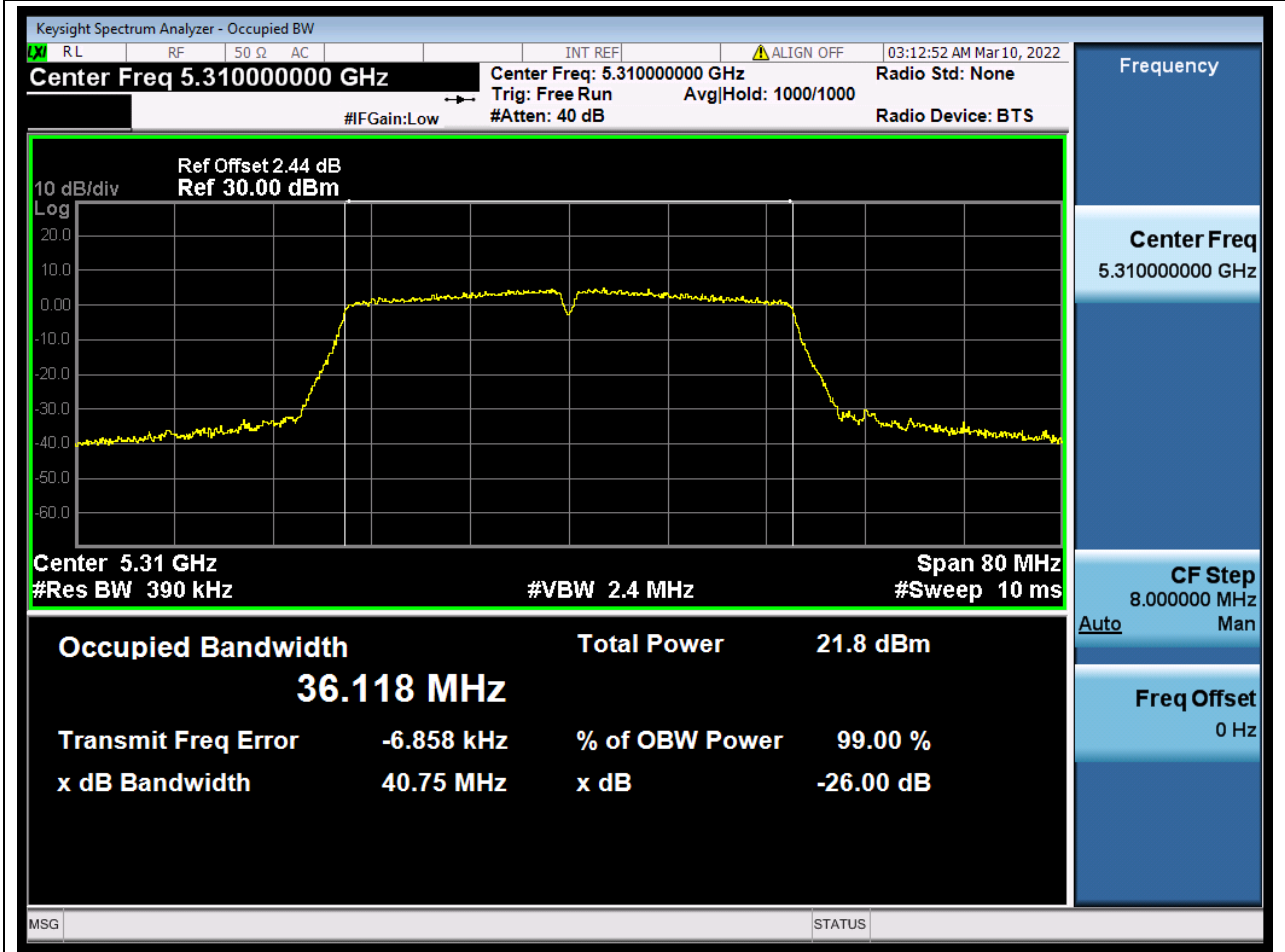 Keysight Spectrum Analyzer - Occupied BW
LXI RL RF 50 Ω AC INT REF ALIGN OFF 03:12:52 AM Mar 10, 2022
Center Freq 5.310000000 GHz
Center Freq: 5.310000000 GHz
Radio Std: None
Trig: Free Run Avg|Hold: 1000/1000
#IFGain:Low
#Atten: 40 dB
Radio Device: BTS
Ref Offset 2.44 dB
10 dB/div Ref 30.00 dBm
Log
20.0
10.0
0.00
-10.0
-20.0
-30.0
-40.0
-50.0
-60.0
Center 5.31 GHz Span 80 MHz
#Res BW 390 kHz #VBW 2.4 MHz #Sweep 10 ms
Occupied Bandwidth Total Power 21.8 dBm
36.118 MHz
Transmit Freq Error -6.858 kHz % of OBW Power 99.00 %
x dB Bandwidth 40.75 MHz x dB -26.00 dB
MSG STATUS
Frequency
Center Freq
5.310000000 GHz
CF Step
8.000000 MHz
Auto Man
Freq Offset
0 Hz